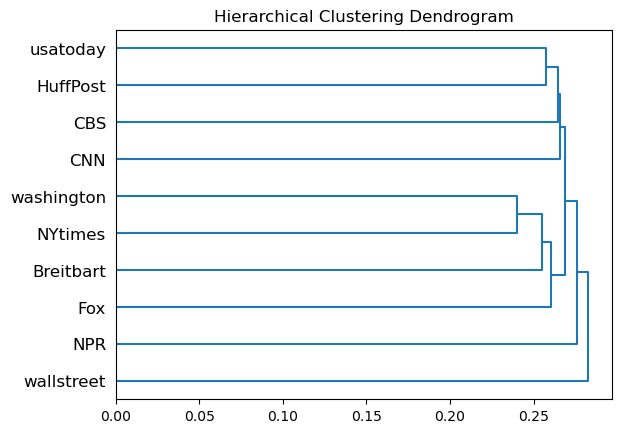 Hierarchical Clustering Dendrogram
usatoday
HuffPost
CBS
CNN
washington
NYtimes
Breitbart
Fox
NPR
wallstreet
0.00 0.05 0.10 0.15 0.20 0.25